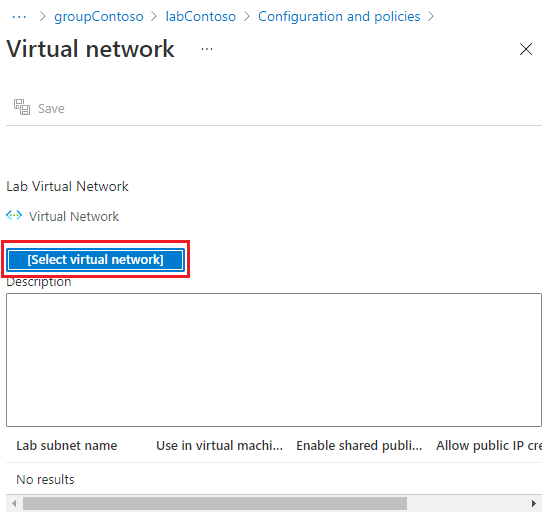 ··· > groupContoso > labContoso > Configuration and policies >
Virtual network ···
Save
Lab Virtual Network
Virtual Network
[Select virtual network]
Description
Lab subnet name Use in virtual machi... Enable shared publi... Allow public IP cre
No results